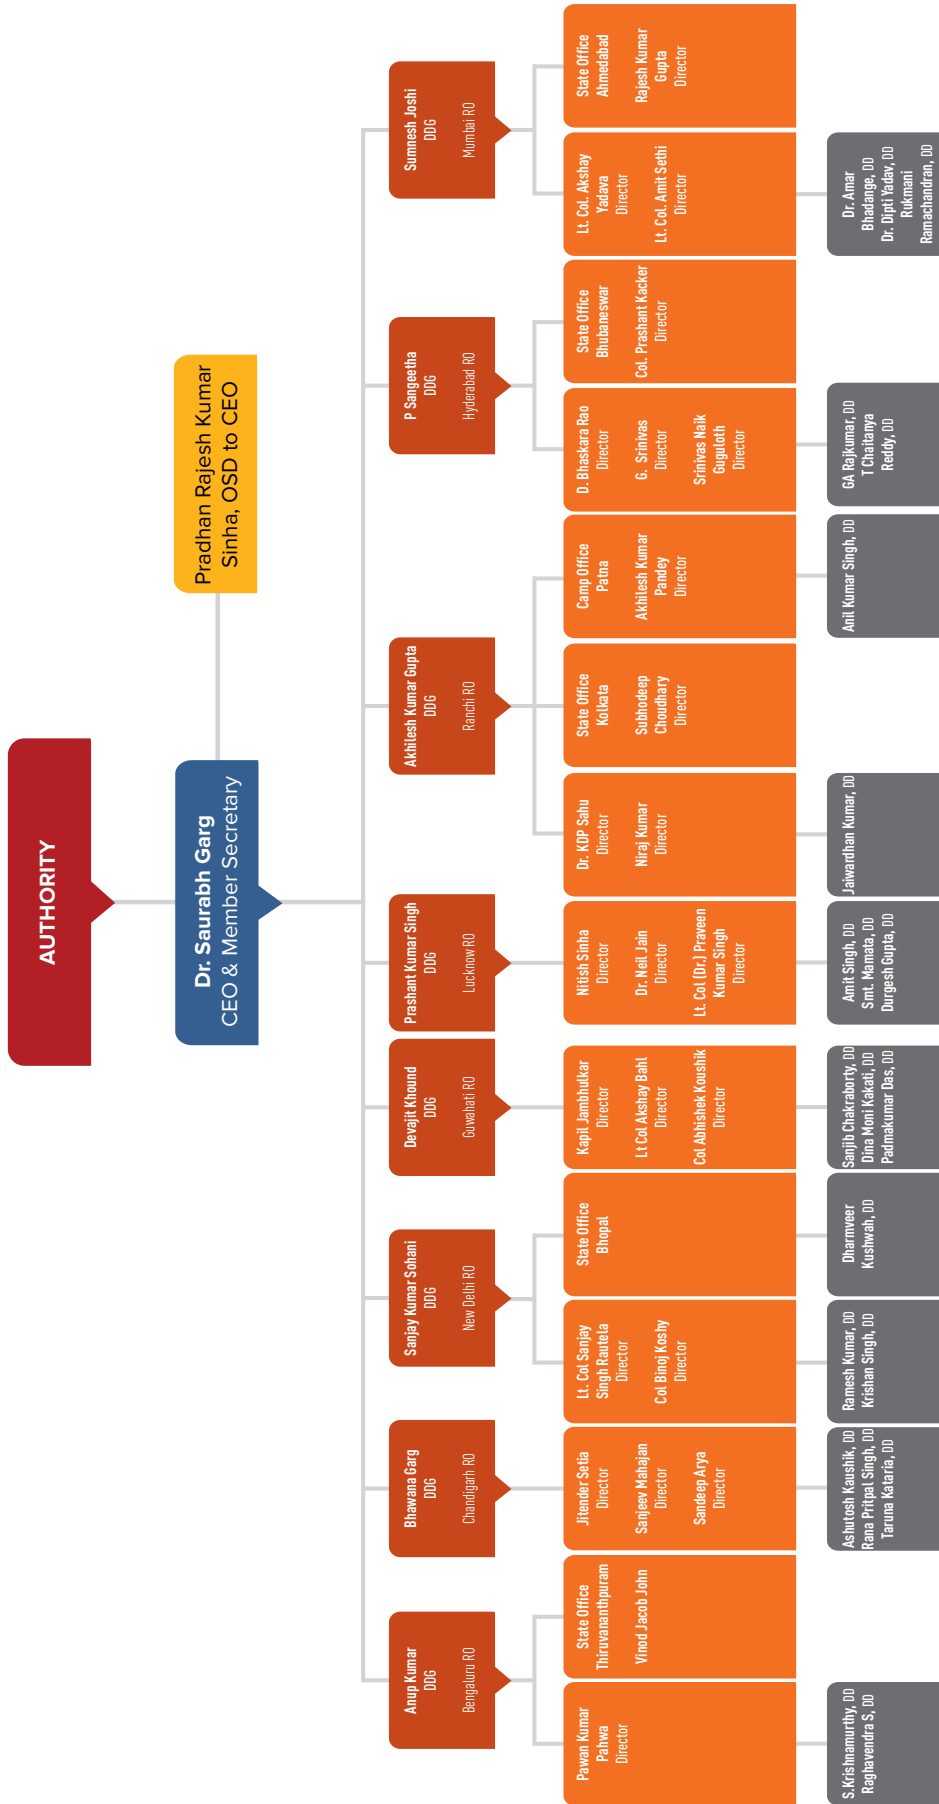 AUTHORITY
Dr. Saurabh Garg
CEO & Member Secretary
Pradhan Rajesh Kumar
Sinha, OSD to CEO
Anup Kumar
DDG
Bengaluru RO
Bhawana Garg
DDG
Chandigarh RO
Sanjay Kumar Sohani
DDG
New Delhi RO
Devajit Khound
DDG
Guwahati RO
Prashant Kumar Singh
DDG
Lucknow RO
Akhilesh Kumar Gupta
DDG
Ranchi RO
P Sangeetha
DDG
Hyderabad RO
Sumnesh Joshi
DDG
Mumbai RO
Pawan Kumar
Pahwa
Director
State Office
Thiruvananthpuram
Vinod Jacob John
Jitender Setia
Director
Sanjeev Mahajan
Director
Sandeep Arya
Director
Lt. Col Sanjay
Singh Rautela
Director
Col Binoj Koshy
Director
State Office
Bhopal
Kapil Jambhulkar
Director
Lt Col Akshay Bahl
Director
Col Abhishek Koushik
Director
Nitish Sinha
Director
Dr. Neil Jain
Director
Lt. Col (Dr.) Praveen
Kumar Singh
Director
Dr. KDP Sahu
Director
Niraj Kumar
Director
State Office
Kolkata
Subhodeep
Choudhary
Director
Camp Office
Patna
Akhilesh Kumar
Pandey
Director
D. Bhaskara Rao
Director
G. Srinivas
Director
Srinivas Naik
Guguloth
Director
State Office
Bhubaneswar
Col. Prashant Kacker
Director
Lt. Col. Akshay
Yadava
Director
Lt. Col. Amit Sethi
Director
State Office
Ahmedabad
Rajesh Kumar
Gupta
Director
S.Krishnamurthy, DD
Raghavendra S, DD
Ashutosh Kaushik, DD
Rana Pritpal Singh, DD
Taruna Kataria, DD
Ramesh Kumar, DD
Krishan Singh, DD
Dharmveer
Kushwah, DD
Sanjib Chakraborty, DD
Dina Moni Kakati, DD
Padmakumar Das, DD
Amit Singh, DD
Smt. Mamata, DD
Durgesh Gupta, DD
Jaiwardhan Kumar, DD
Anil Kumar Singh, DD
GA Rajkumar, DD
T Chaitanya
Reddy, DD
Dr. Amar
Bhadange, DD
Dr. Dipti Yadav, DD
Rukmani
Ramachandran, DD